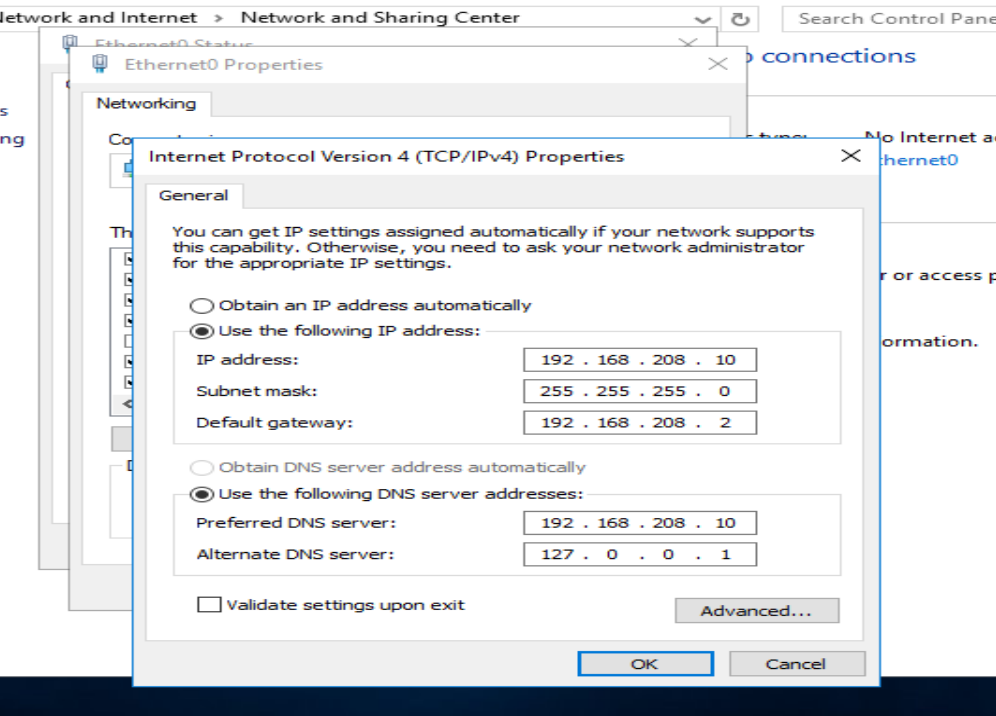 Network and Internet > Network and Sharing Center
Search Control Pane
Ethernet0 Status
Ethernet0 Properties
connections
Networking
No Internet
Internet Protocol Version 4 (TCP/IPv4) Properties
hernet0
General
You can get IP settings assigned automatically if your network supports
this capability. Otherwise, you need to ask your network administrator
for the appropriate IP settings.
or access
Obtain an IP address automatically
Use the following IP address:
ormation.
IP address: 192 . 168 . 208 . 10
Subnet mask: 255 . 255 . 255 . 0
Default gateway: 192 . 168 . 208 . 2
Obtain DNS server address automatically
Use the following DNS server addresses:
Preferred DNS server: 192 . 168 . 208 . 10
Alternate DNS server: 127 . 0 . 0 . 1
Validate settings upon exit
Advanced...
OK Cancel